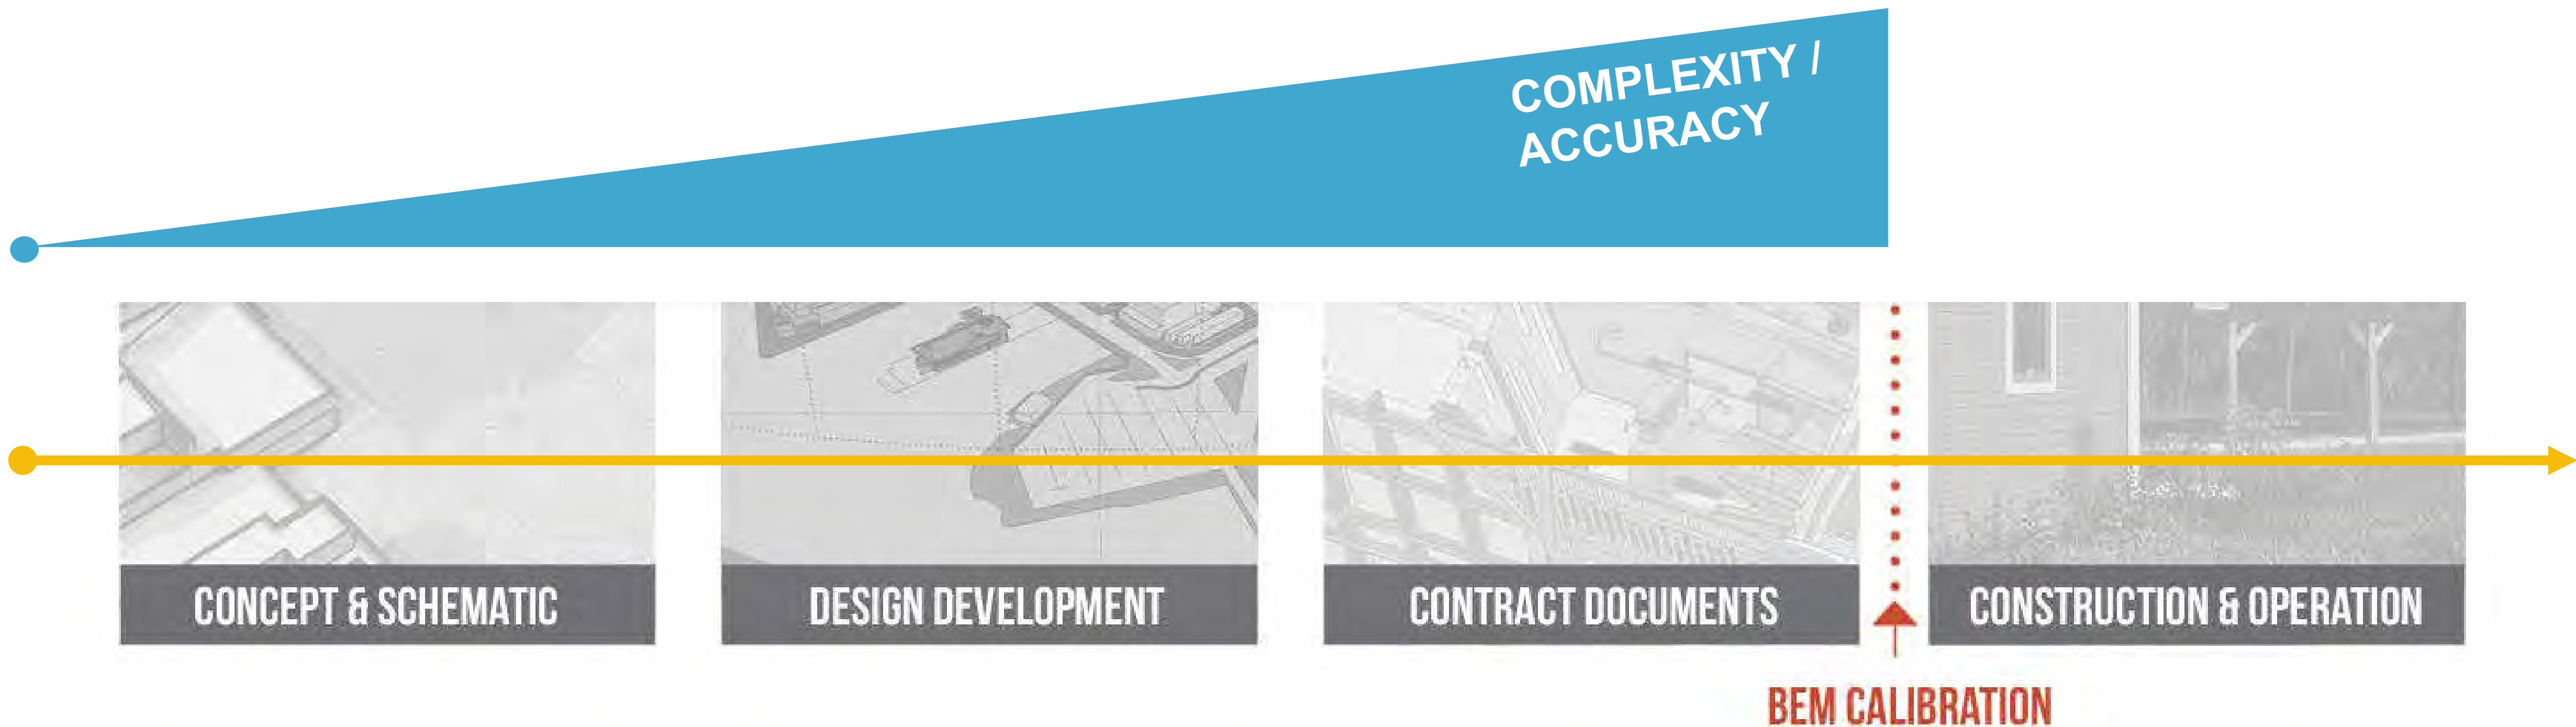 COMPLEXITY /
ACCURACY
CONCEPT & SCHEMATIC
DESIGN DEVELOPMENT
CONTRACT DOCUMENTS
CONSTRUCTION & OPERATION
BEM CALIBRATION